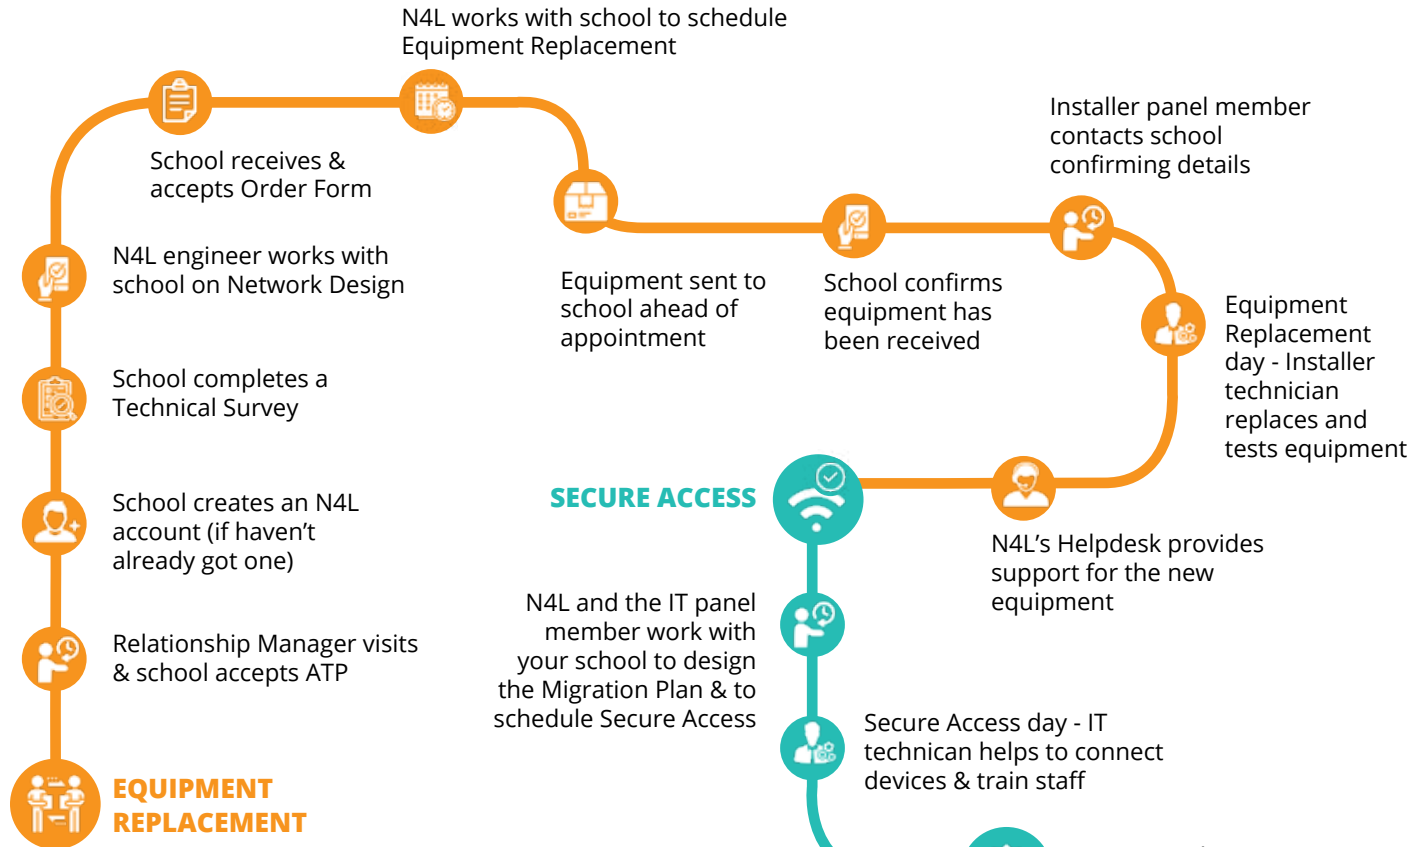 N4L works with school to schedule
Equipment Replacement
Installer panel member
contacts school
confirming details
School receives &
accepts Order Form
N4L engineer works with
school on Network Design
Equipment sent to
school ahead of
appointment
School confirms
equipment has
been received
Equipment
Replacement
day - Installer
technician
replaces and
tests equipment
School completes a
Technical Survey
SECURE ACCESS
School creates an N4L
account (if haven't
already got one)
N4L's Helpdesk provides
support for the new
equipment
N4L and the IT panel
member work with
your school to design
the Migration Plan & to
schedule Secure Access
Relationship Manager visits
& school accepts ATP
Secure Access day - IT
technican helps to connect
devices & train staff
EQUIPMENT
REPLACEMENT